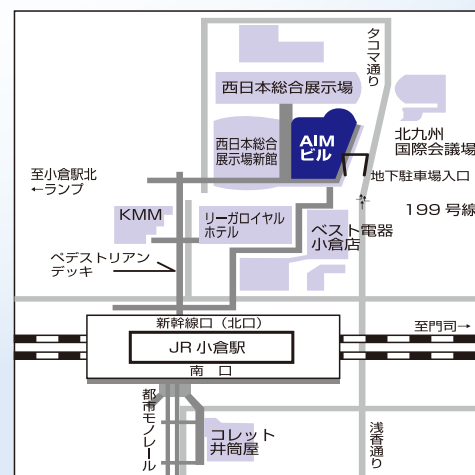 タコマ通り
西日本総合展示場
西日本総合
展示場新館
AIM
ビル
北九州
国際会議場
地下駐車場入口
至小倉駅北
←ランプ
199 号線
KMM
リーガロイヤル
ホテル
ベスト電器
小倉店
ペデストリアン
デッキ
新幹線口（北口）
JR 小倉駅
南 口
至門司→
都市モノレール
コレット
井筒屋
浅香通り